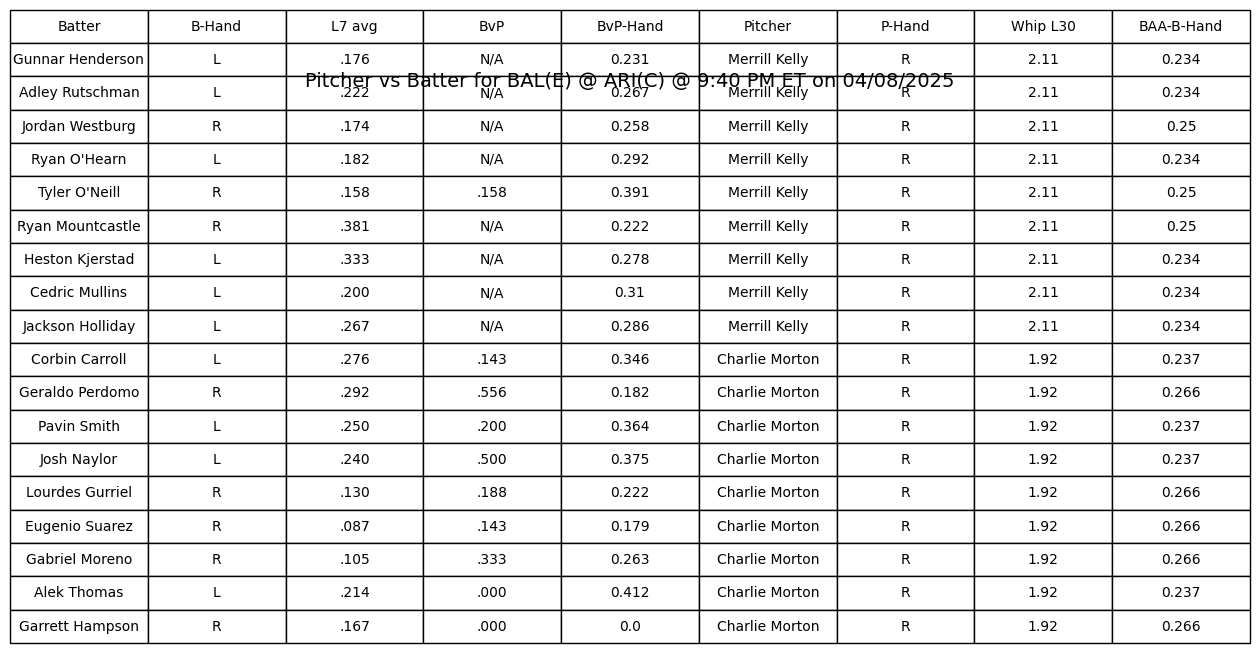 Batter B-Hand L7 avg BvP BvP-Hand Pitcher P-Hand Whip L30 BAA-B-Hand
Gunnar Henderson L .176 N/A 0.231 Merrill Kelly R 2.11 0.234
Pitcher vs Batter for BAL(E) @ ARI(C) @ 9:40 PM ET on 04/08/2025
Adley Rutschman L .222 N/A 0.267 Merrill Kelly R 2.11 0.234
Jordan Westburg R .174 N/A 0.258 Merrill Kelly R 2.11 0.25
Ryan O'Hearn L .182 N/A 0.292 Merrill Kelly R 2.11 0.234
Tyler O'Neill R .158 .158 0.391 Merrill Kelly R 2.11 0.25
Ryan Mountcastle R .381 N/A 0.222 Merrill Kelly R 2.11 0.25
Heston Kjerstad L .333 N/A 0.278 Merrill Kelly R 2.11 0.234
Cedric Mullins L .200 N/A 0.31 Merrill Kelly R 2.11 0.234
Jackson Holliday L .267 N/A 0.286 Merrill Kelly R 2.11 0.234
Corbin Carroll L .276 .143 0.346 Charlie Morton R 1.92 0.237
Geraldo Perdomo R .292 .556 0.182 Charlie Morton R 1.92 0.266
Pavin Smith L .250 .200 0.364 Charlie Morton R 1.92 0.237
Josh Naylor L .240 .500 0.375 Charlie Morton R 1.92 0.237
Lourdes Gurriel R .130 .188 0.222 Charlie Morton R 1.92 0.266
Eugenio Suarez R .087 .143 0.179 Charlie Morton R 1.92 0.266
Gabriel Moreno R .105 .333 0.263 Charlie Morton R 1.92 0.266
Alek Thomas L .214 .000 0.412 Charlie Morton R 1.92 0.237
Garrett Hampson R .167 .000 0.0 Charlie Morton R 1.92 0.266